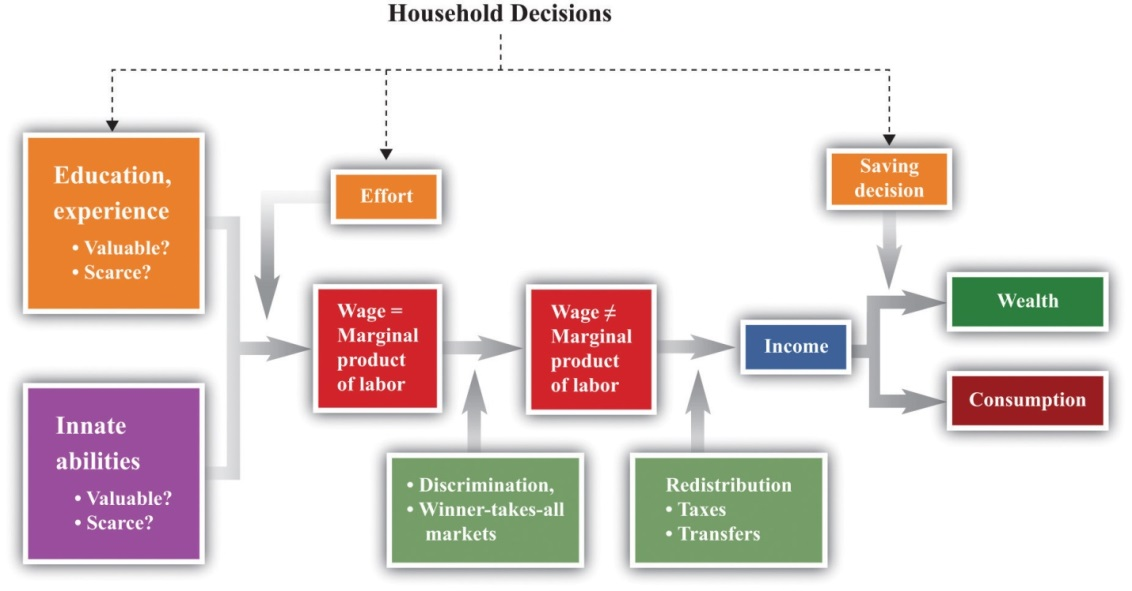 Household Decisions
Education,
experience
• Valuable?
• Scarce?
Effort
Saving
decision
Wage =
Marginal
product
of labor
Wage ≠
Marginal
product
of labor
Income
Wealth
Consumption
Innate
abilities
• Valuable?
• Scarce?
• Discrimination,
• Winner-takes-all
markets
Redistribution
• Taxes
• Transfers